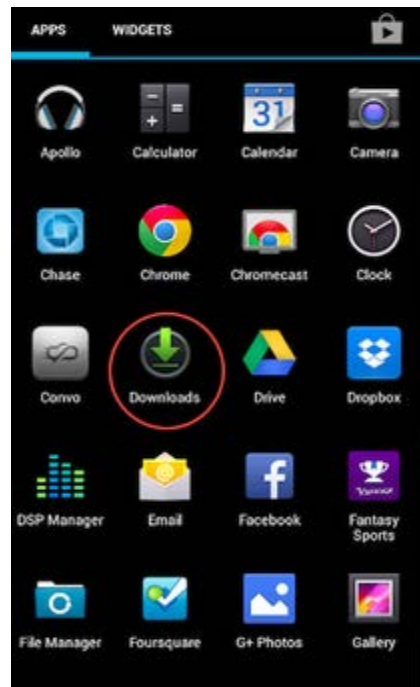 APPS WIDGETS
31
Apollo Calculator Calendar Camera
Chase Chrome Chromecast Clock
Convo Downloads Drive Dropbox
YAHOO!
DSP Manager Email Facebook Fantasy
Sports
File Manager Foursquare G+ Photos Gallery